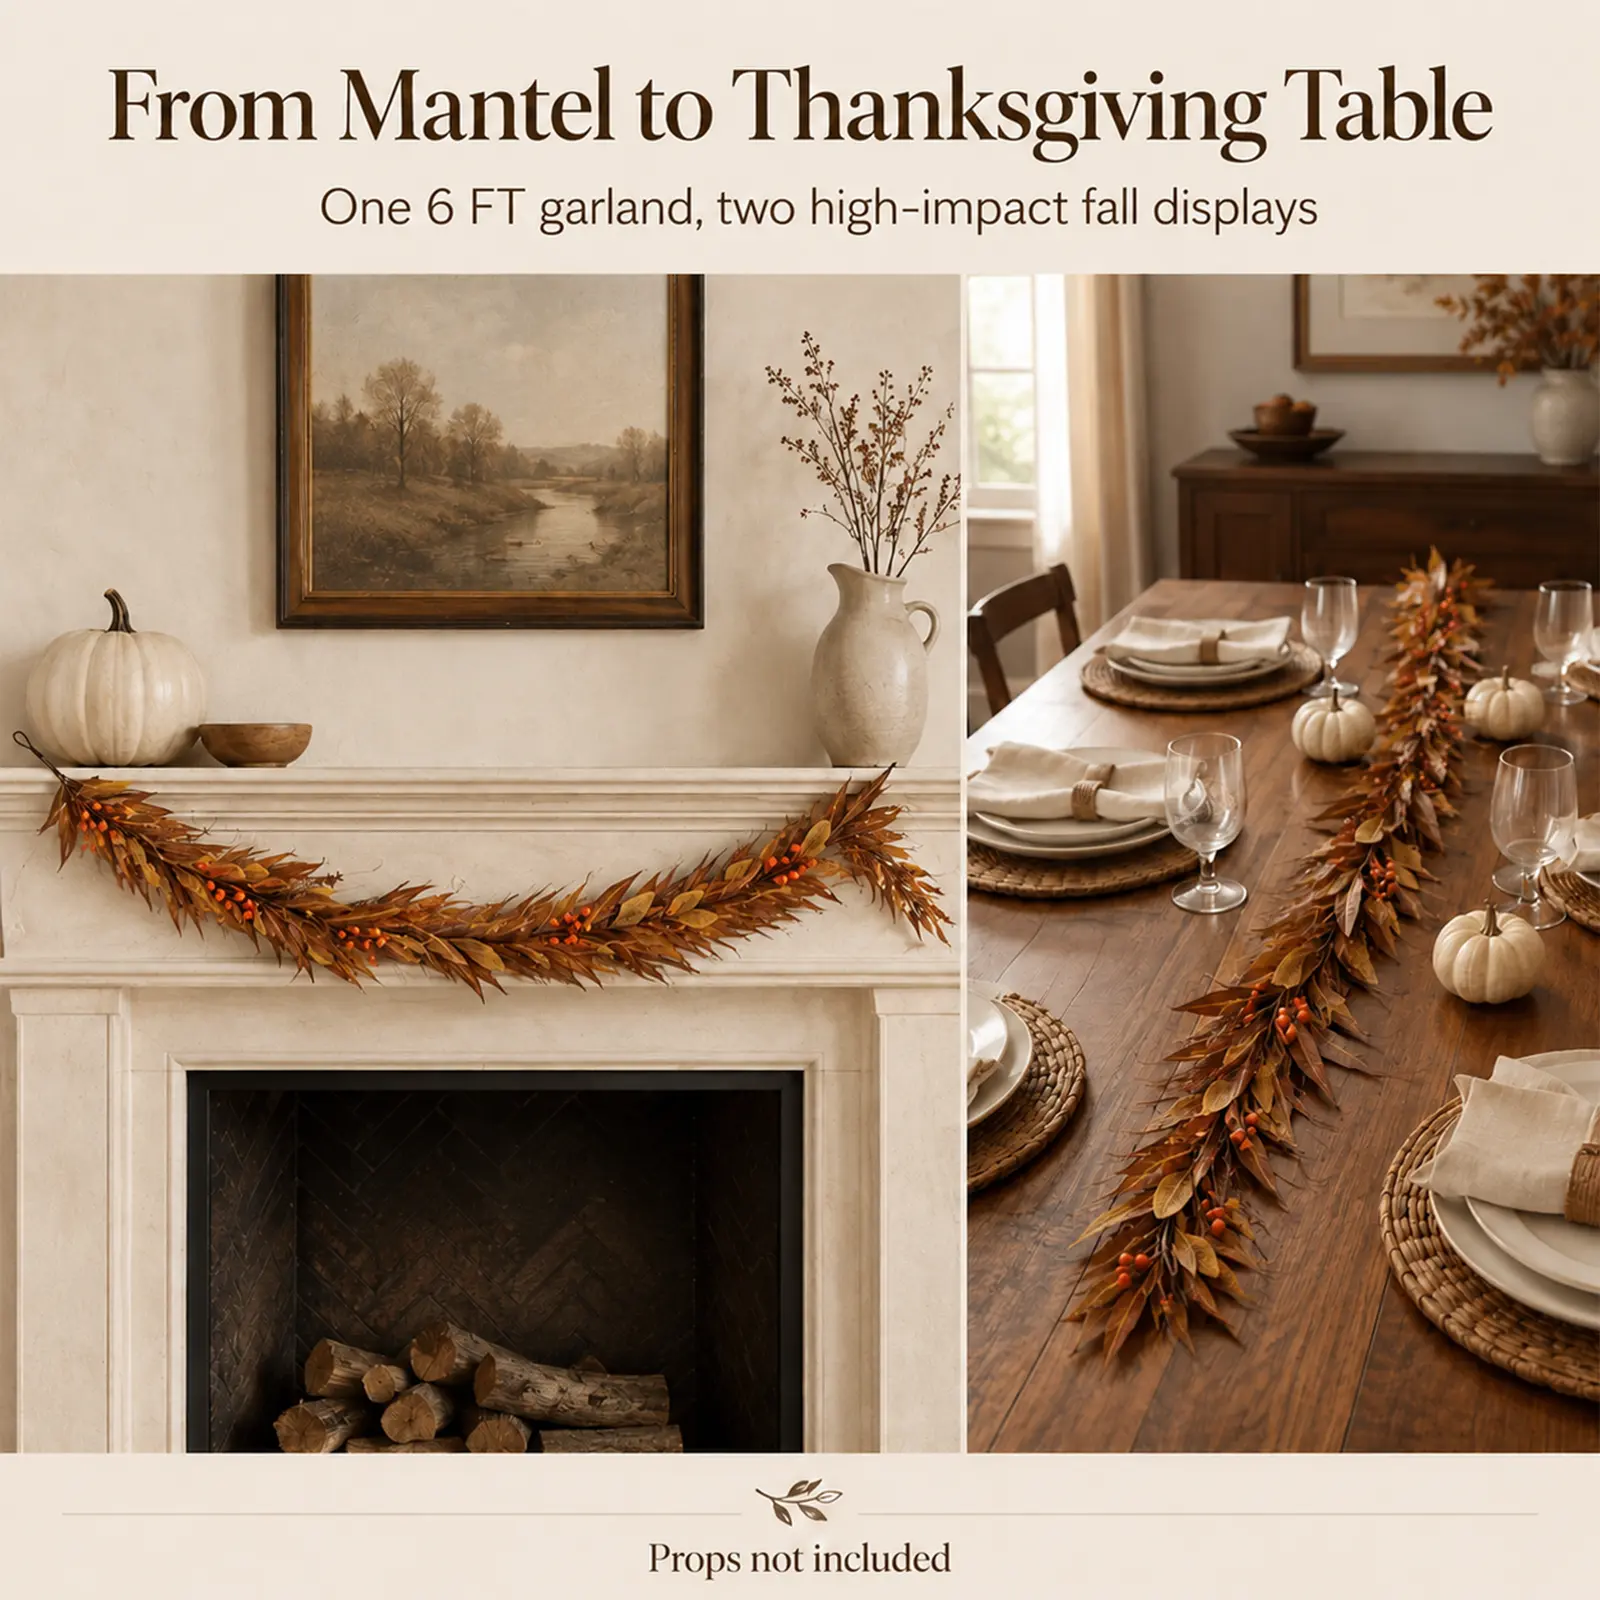 From Mantel to Thanksgiving Table
One 6 FT garland, two high-impact fall displays
Props not included